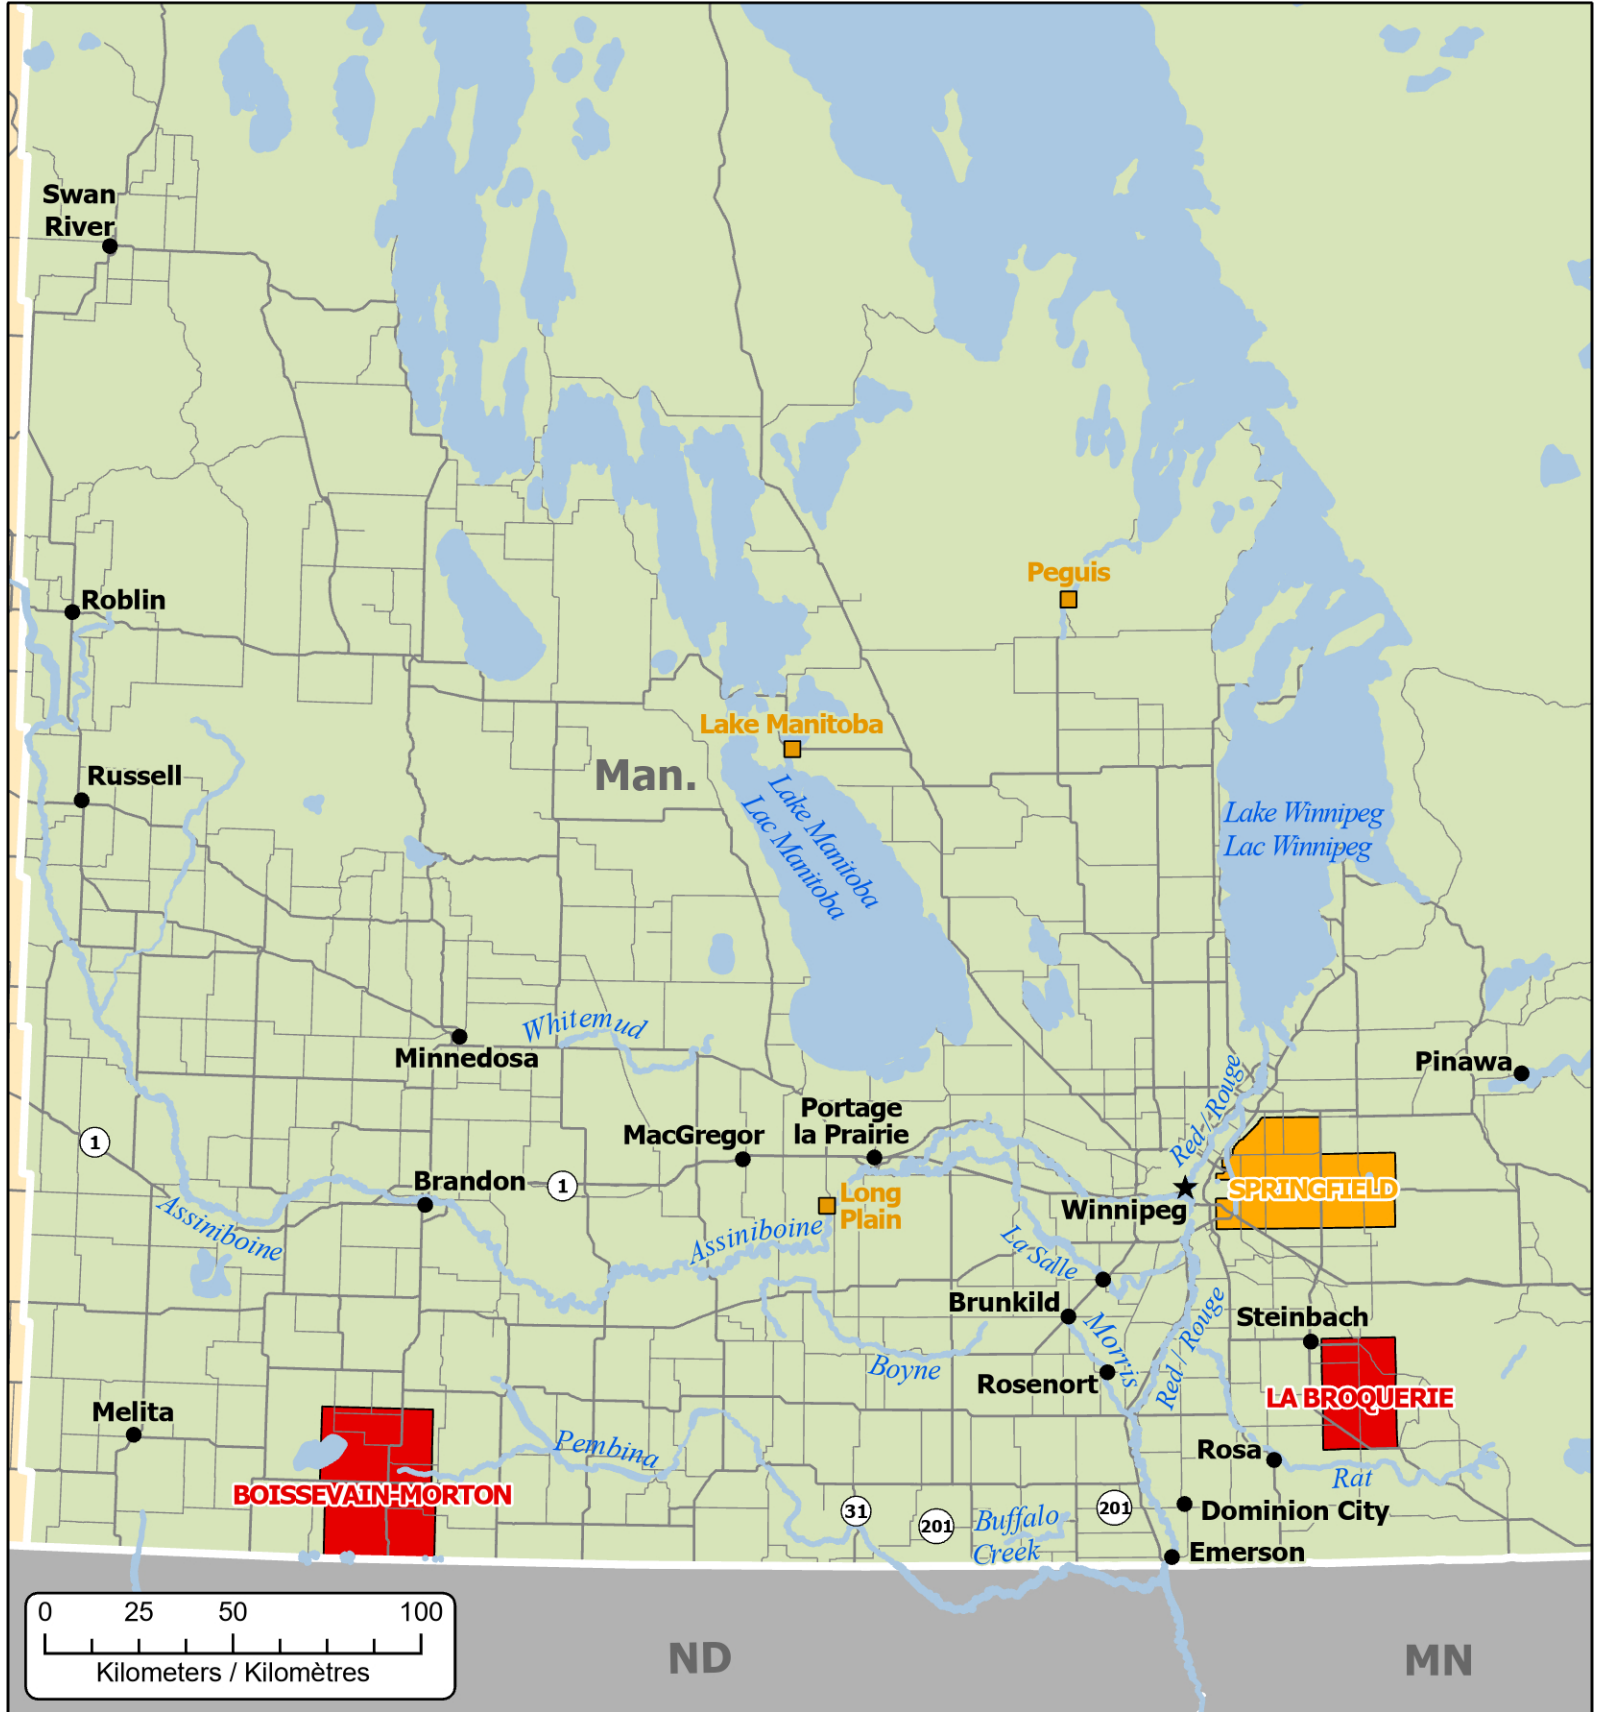 Swan
River
Peguis
Roblin
Lake Manitoba
Man.
Russell
Lake Manitoba
Lac Manitoba
Lake Winnipeg
Lac Winnipeg
Whitemud
Minnedosa
Pinawa
Red / Rouge
Portage
la Prairie
MacGregor
1
Brandon
1
Long
Plain
SPRINGFIELD
Winnipeg
Assiniboine
Assiniboine
La Salle
Brunkild
Morris
Red / Rouge
Steinbach
Boyne
Rosenort
LA BROQUERIE
Melita
Pembina
Rosa
Rat
BOISSEVAIN-MORTON
31
201
Buffalo
Creek
201
Dominion City
Emerson
0 25 50 100
Kilometers / Kilomètres
ND
MN